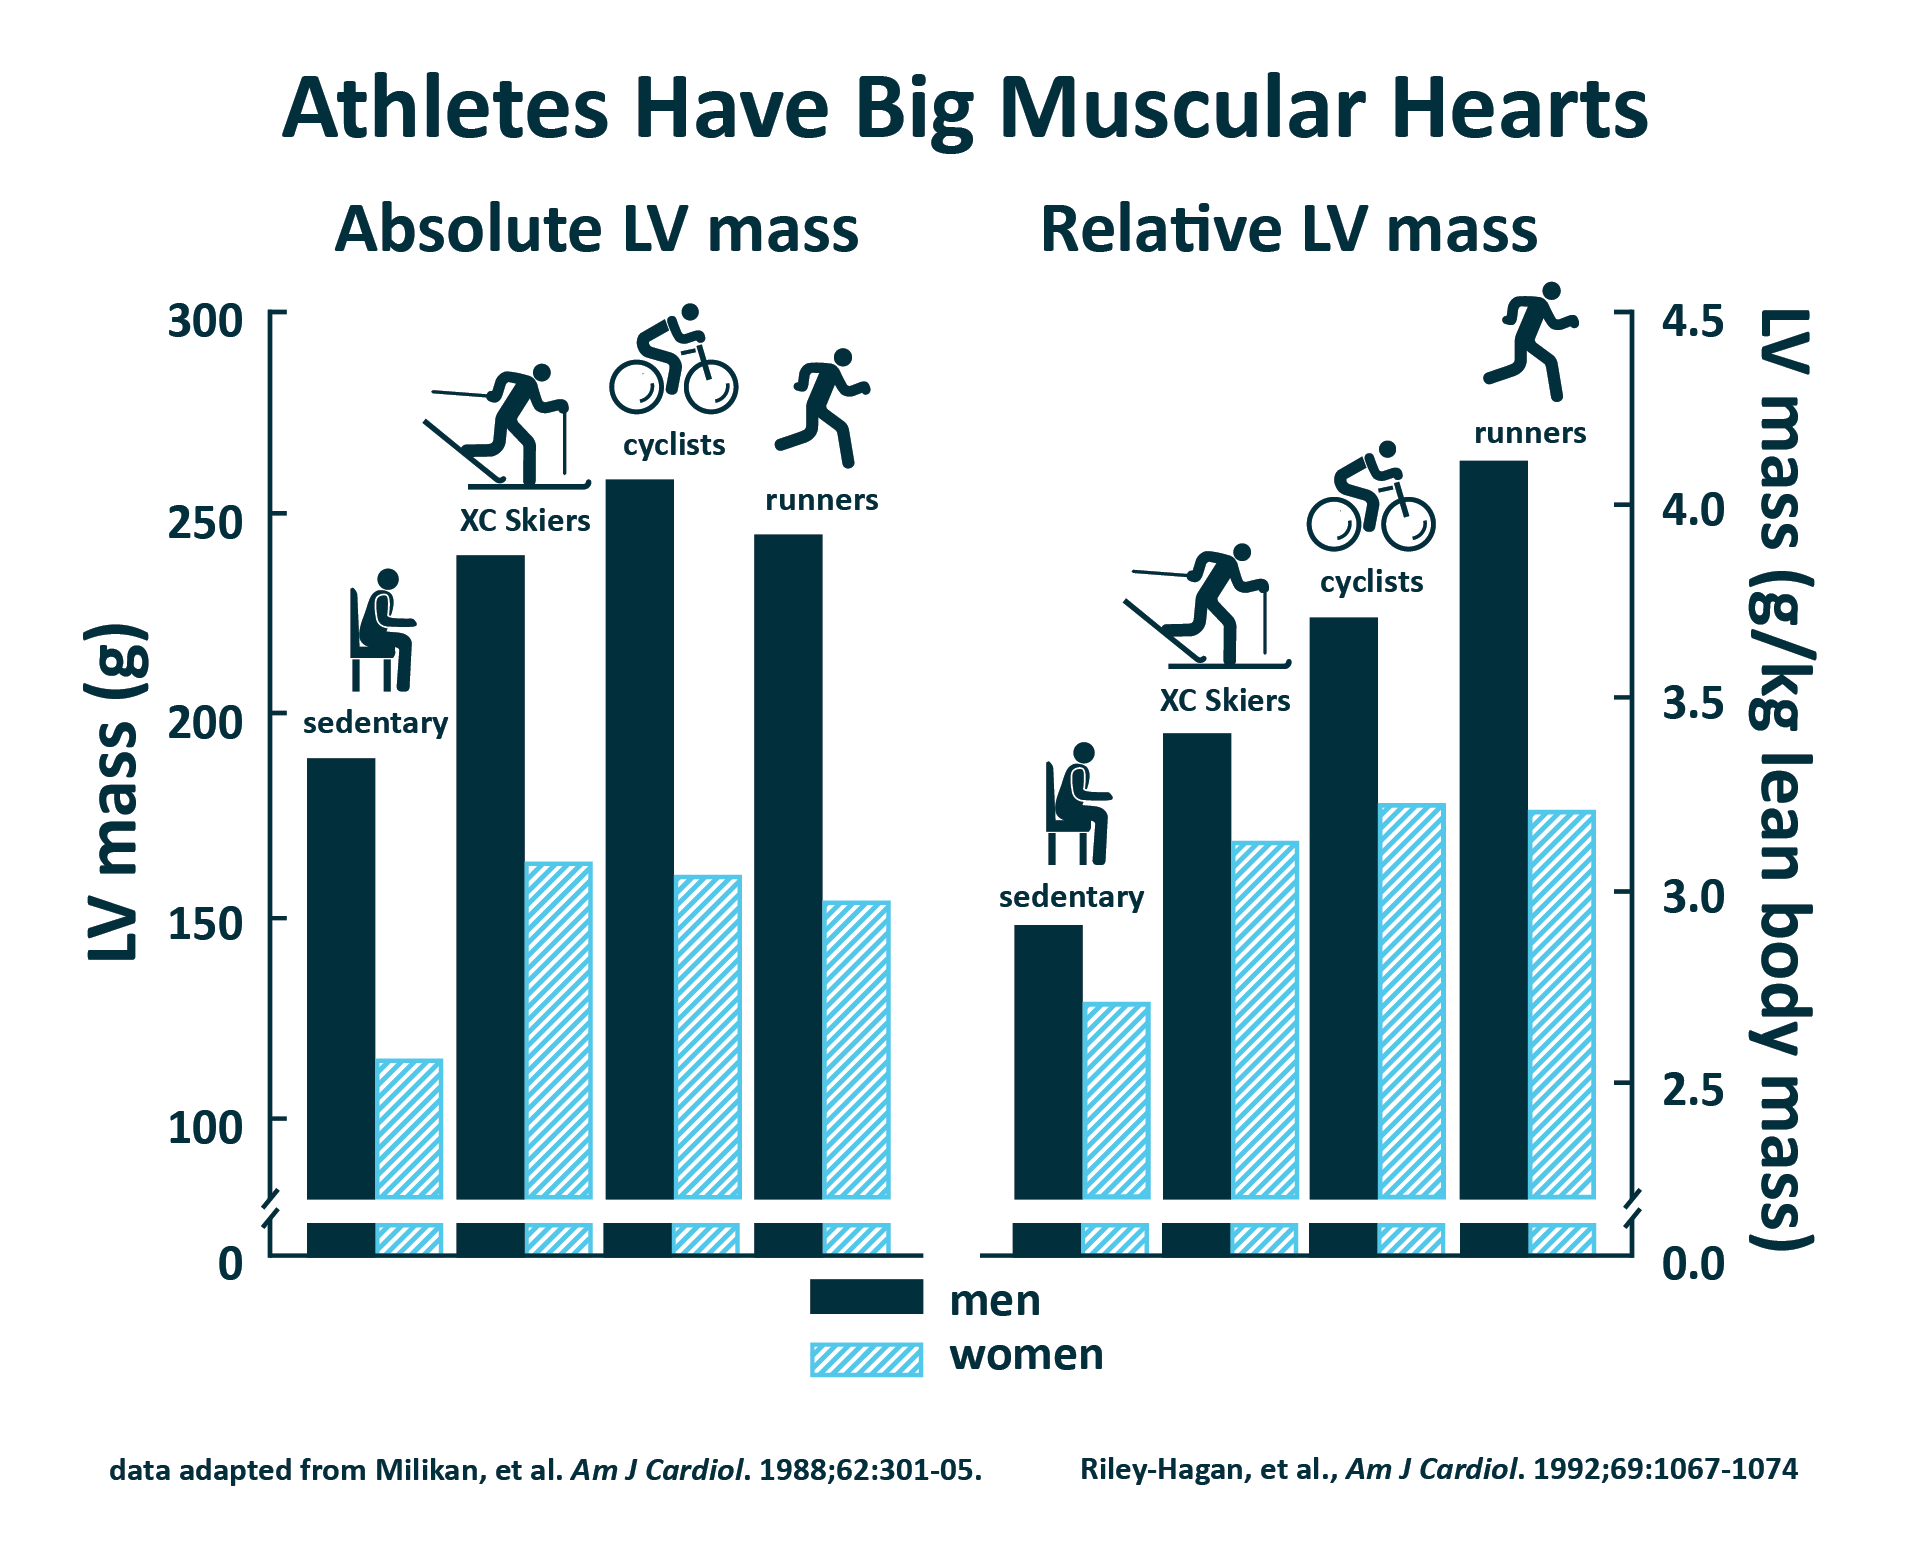 Athletes Have Big Muscular Hearts
Absolute LV mass
Relative LV mass
LV mass (g)
300
250
200
150
100
0
sedentary
XC Skiers
cyclists
runners
sedentary
XC Skiers
cyclists
runners
4.5
4.0
3.5
3.0
2.5
0.0
LV mass (g/kg lean body mass)
men
women
data adapted from Milikan, et al. Am J Cardiol. 1988;62:301-05.
Riley-Hagan, et al., Am J Cardiol. 1992;69:1067-1074